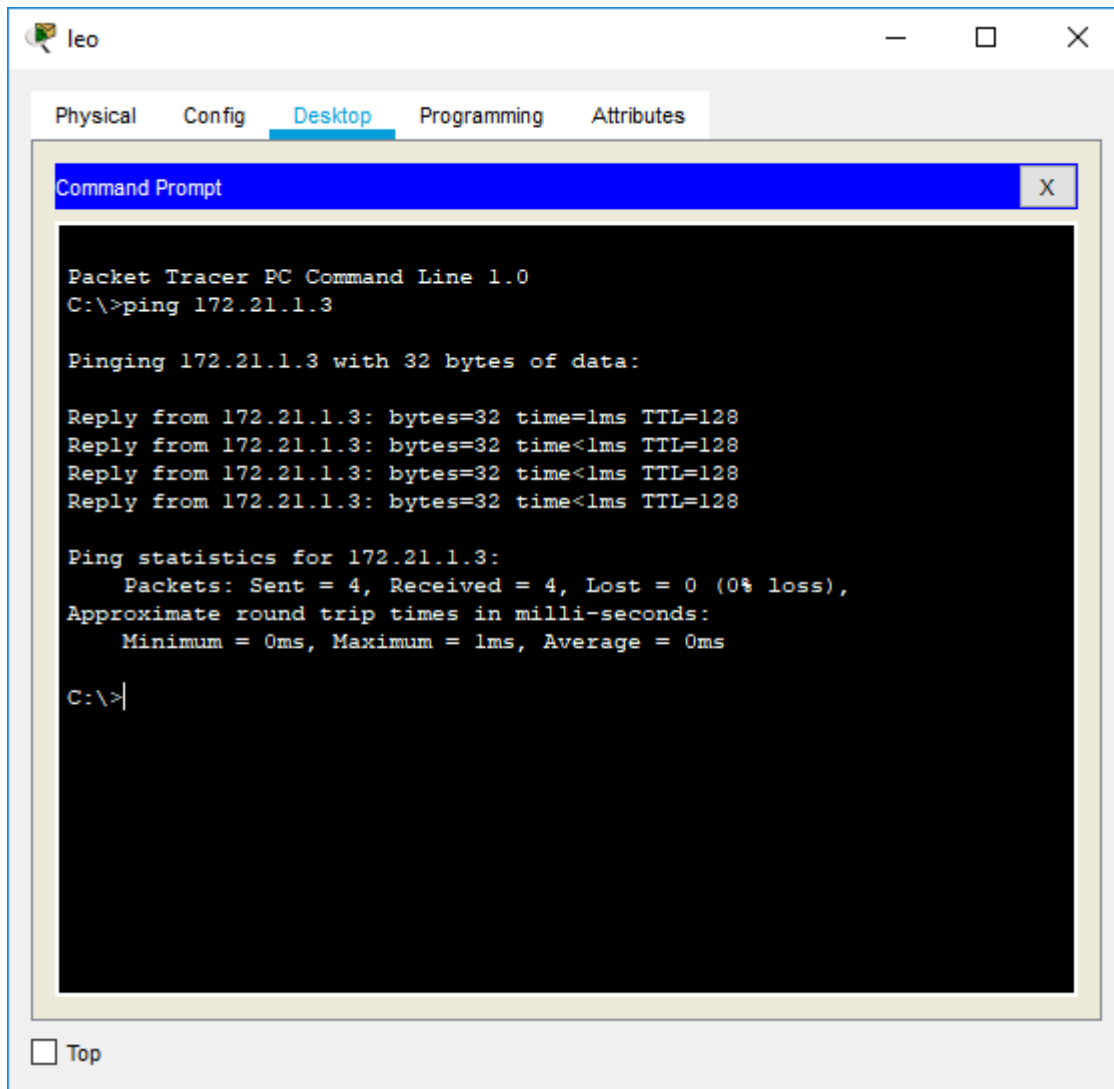 leo
Physical Config Desktop Programming Attributes
Command Prompt
X
Packet Tracer PC Command Line 1.0
C:\>ping 172.21.1.3
Pinging 172.21.1.3 with 32 bytes of data:
Reply from 172.21.1.3: bytes=32 time=1ms TTL=128
Reply from 172.21.1.3: bytes=32 time<1ms TTL=128
Reply from 172.21.1.3: bytes=32 time<1ms TTL=128
Reply from 172.21.1.3: bytes=32 time<1ms TTL=128
Ping statistics for 172.21.1.3:
Packets: Sent = 4, Received = 4, Lost = 0 (0% loss),
Approximate round trip times in milli-seconds:
Minimum = 0ms, Maximum = 1ms, Average = 0ms
C:\>
Top